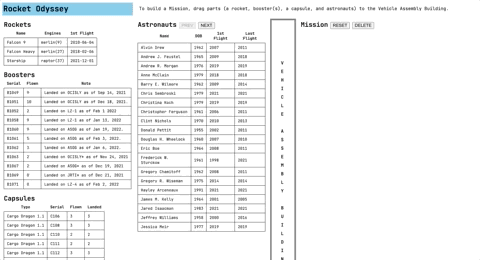 Rocket Odyssey
To build a Mission, drag parts (a rocket, booster(s), a capsule, and astronauts) to the Vehicle Assembly Building.
Rockets
Name Engines 1st Flight
Falcon 9 merlin(9) 2010-06-04
Falcon Heavy merlin(27) 2018-02-06
Starship raptor(37) 2021-12-01
Boosters
Serial Flown Note
B1049 9 Landed on OCISLY as of Sep 14, 2021
B1051 10 Landed on OCISLY as of Dec 18, 2021.
B1052 2 Landed on LZ-1 as of Feb 1 2022
B1058 9 Landed on LZ-1 as of Jan 13, 2022
B1060 4 Landed on ASOG as of Jan 19, 2022.
B1061 5 Landed on ASOG as of Feb 3, 2022.
B1062 3 Landed on ASOG as of Jan 6, 2022.
B1063 2 Landed on OCISLY+ as of Nov 24, 2021
B1067 2 Landed on ASOG+ as of Dec 19, 2021
B1069 0 Landed on JRTI+ as of Dec 21, 2021
B1071 0 Landed on LZ-4 as of Feb 2, 2022
Capsules
Type Serial Flown Landed
Cargo Dragon 1.1 C106 3 3
Cargo Dragon 1.1 C108 3 3
Cargo Dragon 1.1 C110 2 2
Cargo Dragon 1.1 C111 2 2
Cargo Dragon 1.1 C112 3 3
Astronauts PREV NEXT
Name DOB 1st Flight Last Flight
Alvin Drew 1962 2007 2011
Andrew J. Feustel 1965 2009 2018
Andrew R. Morgan 1976 2019 2019
Anne McClain 1979 2018 2018
Barry E. Wilmore 1962 2009 2014
Chris Sembroski 1979 2021 2021
Christina Koch 1979 2019 2019
Christopher Ferguson 1961 2006 2011
Clint Nichols 1970 2010 2013
Donald Pettit 1955 2002 2011
Douglas H. Wheelock 1960 2007 2010
Eric Boe 1964 2008 2011
Frederick B. Sturckow 1961 1998 2021
Gregory Chamitoff 1962 2008 2011
Gregory R. Wiseman 1975 2014 2014
Hayley Arceneaux 1991 2021 2021
James M. Kelly 1964 2001 2005
Jared Isaacman 1983 2021 2021
Jeffrey Williams 1958 2000 2016
Jessica Meir 1977 2019 2019
VEHICLE ASSEMBLY BUILDIN
Mission RESET DELETE